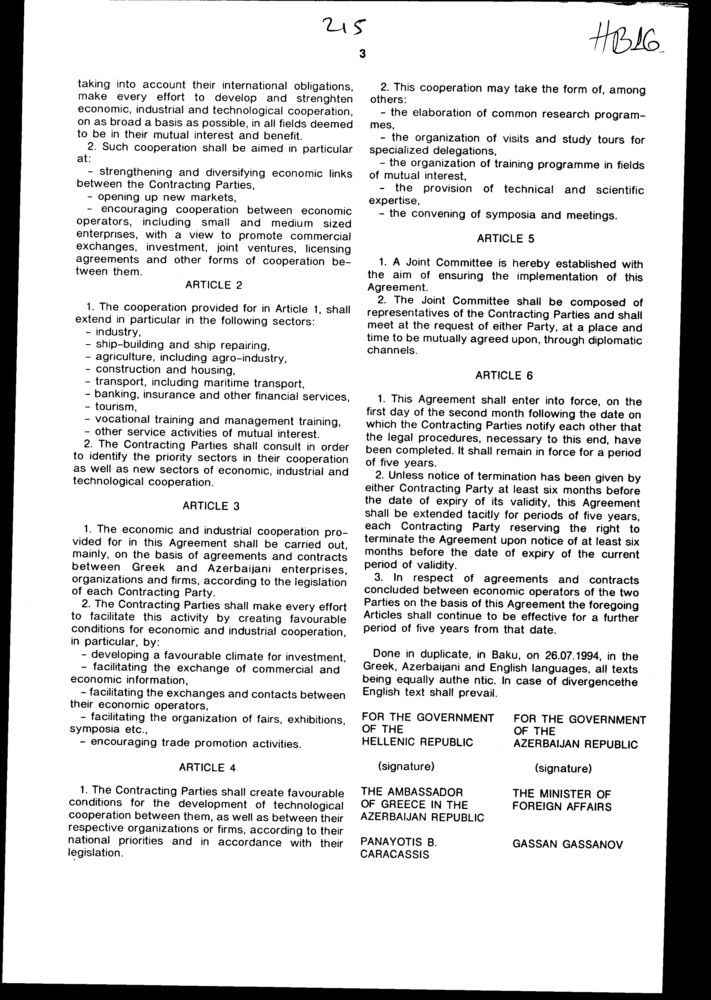 215
HB16
3
taking into account their international obligations,
make every effort to develop and strenghten
economic, industrial and technological cooperation,
on as broad a basis as possible, in all fields deemed
to be in their mutual interest and benefit.
2. Such cooperation shall be aimed in particular
at:
- strengthening and diversifying economic links
between the Contracting Parties,
- opening up new markets,
- encouraging cooperation between economic
operators, including small and medium sized
enterprises, with a view to promote commercial
exchanges, investment, joint ventures, licensing
agreements and other forms of cooperation be-
tween them.
ARTICLE 2
1. The cooperation provided for in Article 1, shall
extend in particular in the following sectors:
- industry,
- ship-building and ship repairing,
- agriculture, including agro-industry,
- construction and housing,
- transport, including maritime transport,
- banking, insurance and other financial services,
- tourism,
- vocational training and management training,
- other service activities of mutual interest.
2. The Contracting Parties shall consult in order
to identify the priority sectors in their cooperation
as well as new sectors of economic, industrial and
technological cooperation.
ARTICLE 3
1. The economic and industrial cooperation pro-
vided for in this Agreement shall be carried out,
mainly, on the basis of agreements and contracts
between Greek and Azerbaijani enterprises,
organizations and firms, according to the legislation
of each Contracting Party.
2. The Contracting Parties shall make every effort
to facilitate this activity by creating favourable
conditions for economic and industrial cooperation,
in particular, by:
- developing a favourable climate for investment,
- facilitating the exchange of commercial and
economic information,
- facilitating the exchanges and contacts between
their economic operators,
- facilitating the organization of fairs, exhibitions,
symposia etc.,
- encouraging trade promotion activities.
ARTICLE 4
1. The Contracting Parties shall create favourable
conditions for the development of technological
cooperation between them, as well as between their
respective organizations or firms, according to their
national priorities and in accordance with their
legislation.
2. This cooperation may take the form of, among
others:
- the elaboration of common research program-
mes,
- the organization of visits and study tours for
specialized delegations,
- the organization of training programme in fields
of mutual interest,
- the provision of technical and scientific
expertise,
- the convening of symposia and meetings.
ARTICLE 5
1. A Joint Committee is hereby established with
the aim of ensuring the implementation of this
Agreement.
2. The Joint Committee shall be composed of
representatives of the Contracting Parties and shall
meet at the request of either Party, at a place and
time to be mutually agreed upon, through diplomatic
channels.
ARTICLE 6
1. This Agreement shall enter into force, on the
first day of the second month following the date on
which the Contracting Parties notify each other that
the legal procedures, necessary to this end, have
been completed. It shall remain in force for a period
of five years.
2. Unless notice of termination has been given by
either Contracting Party at least six months before
the date of expiry of its validity, this Agreement
shall be extended tacitly for periods of five years,
each Contracting Party reserving the right to
terminate the Agreement upon notice of at least six
months before the date of expiry of the current
period of validity.
3. In respect of agreements and contracts
concluded between economic operators of the two
Parties on the basis of this Agreement the foregoing
Articles shall continue to be effective for a further
period of five years from that date.
Done in duplicate, in Baku, on 26.07.1994, in the
Greek, Azerbaijani and English languages, all texts
being equally authe ntic. In case of divergencethe
English text shall prevail.
FOR THE GOVERNMENT
OF THE
HELLENIC REPUBLIC
(signature)
THE AMBASSADOR
OF GREECE IN THE
AZERBAIJAN REPUBLIC
PANAYOTIS B.
CARACASSIS
FOR THE GOVERNMENT
OF THE
AZERBAIJAN REPUBLIC
(signature)
THE MINISTER OF
FOREIGN AFFAIRS
GASSAN GASSANOV